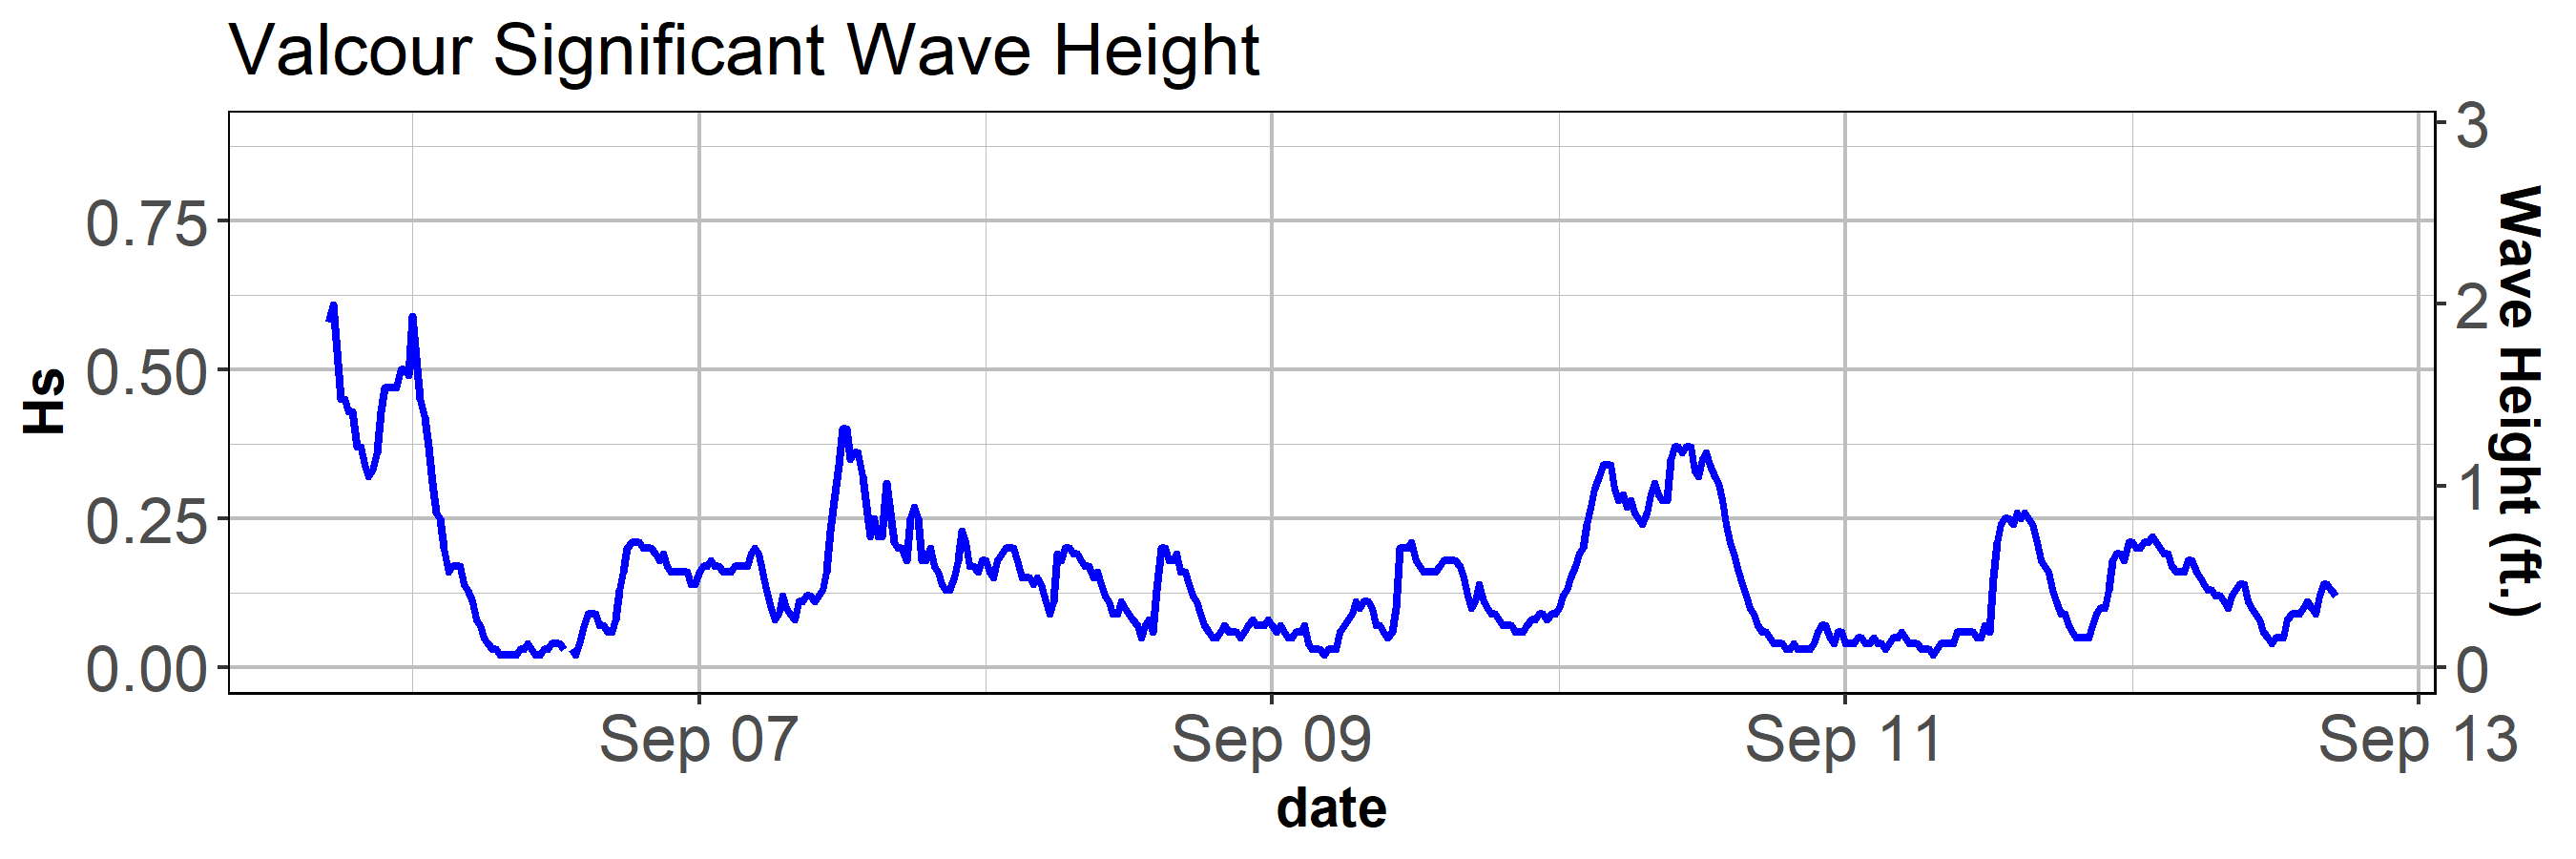 Valcour Significant Wave Height
Hs
0.75
0.50
0.25
0.00
3
2
1
0
Wave Height (ft.)
Sep 07
Sep 09
Sep 11
Sep 13
date